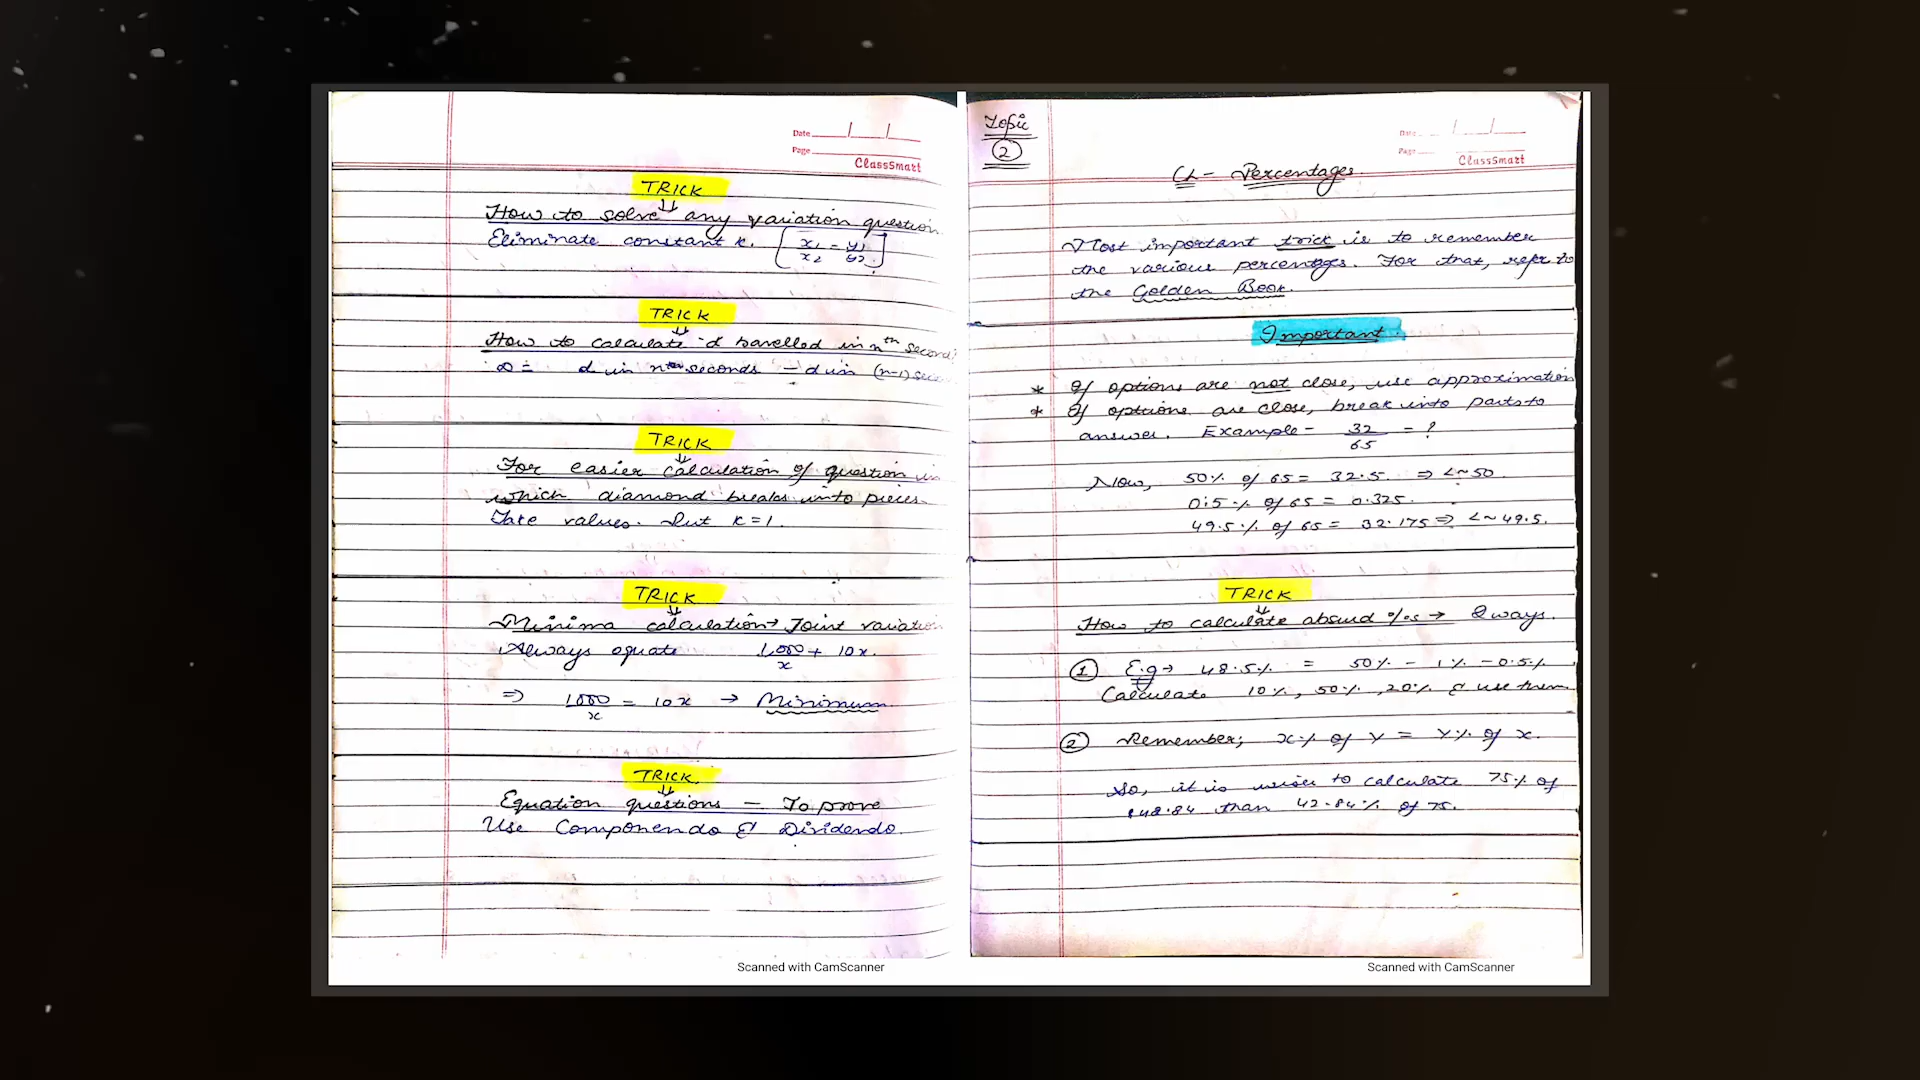 Date
Page
ClassSmart
TRICK
How to solve any variation question
Eliminate constant k. [x1/x2 = y1/y2]
TRICK
How to calculate d travelled in nth second
D = d in nth seconds - d in (n-1) sec
TRICK
For easier calculation of question in
which diamond breaks into pieces
Take values. Put k=1.
TRICK
Minima calculation → Joint variation
Always equate 1000/x + 10x.
⇒ 1000/x = 10x → Minimum
TRICK
Equation questions - To prove
Use Componendo & Dividendo.
Scanned with CamScanner
Topic
2
Date
Page
ClassSmart
Ch - Percentages.
Most important trick is to remember
the various percentages. For that, refer to
the Golden Book.
Important.
* If options are not close, use approximation
* If options are close, break into parts to
answer. Example - 32/65 = ?
Now, 50% of 65 = 32.5. ⇒ <~50
0.5% of 65 = 0.325.
49.5% of 65 = 32.175 ⇒ <~49.5.
TRICK
How to calculate absurd %s → 2 ways.
① E.g → 48.5% = 50% - 1% - 0.5%
Calculate 10%, 50%, 20% & use them
② Remember; x% of y = y% of x.
So, it is wise to calculate 75% of
than 42.84% of 75.
Scanned with CamScanner